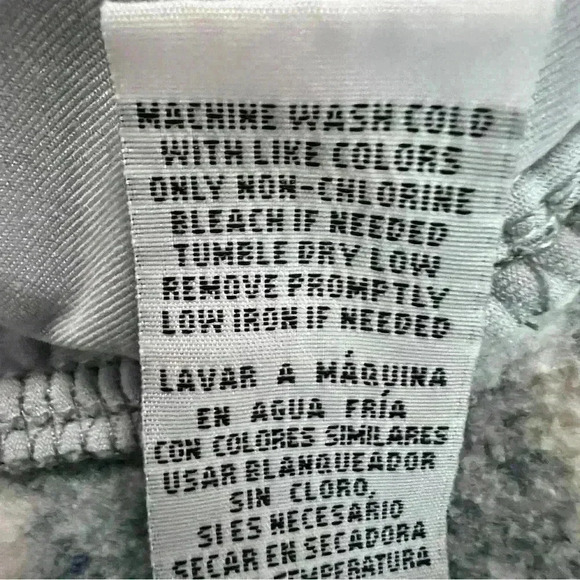 MACHINE WASH COLD
WITH LIKE COLORS
ONLY NON-CHLORINE
BLEACH IF NEEDED
TUMBLE DRY LOW
REMOVE PROMPTLY
LOW IRON IF NEEDED
LAVAR A MÁQUINA
EN AGUA FRÍA
CON COLORES SIMILARES
USAR BLANQUEADOR
SIN CLORO,
SI ES NECESARIO
SECAR EN SECADORA
TEMPERATURA